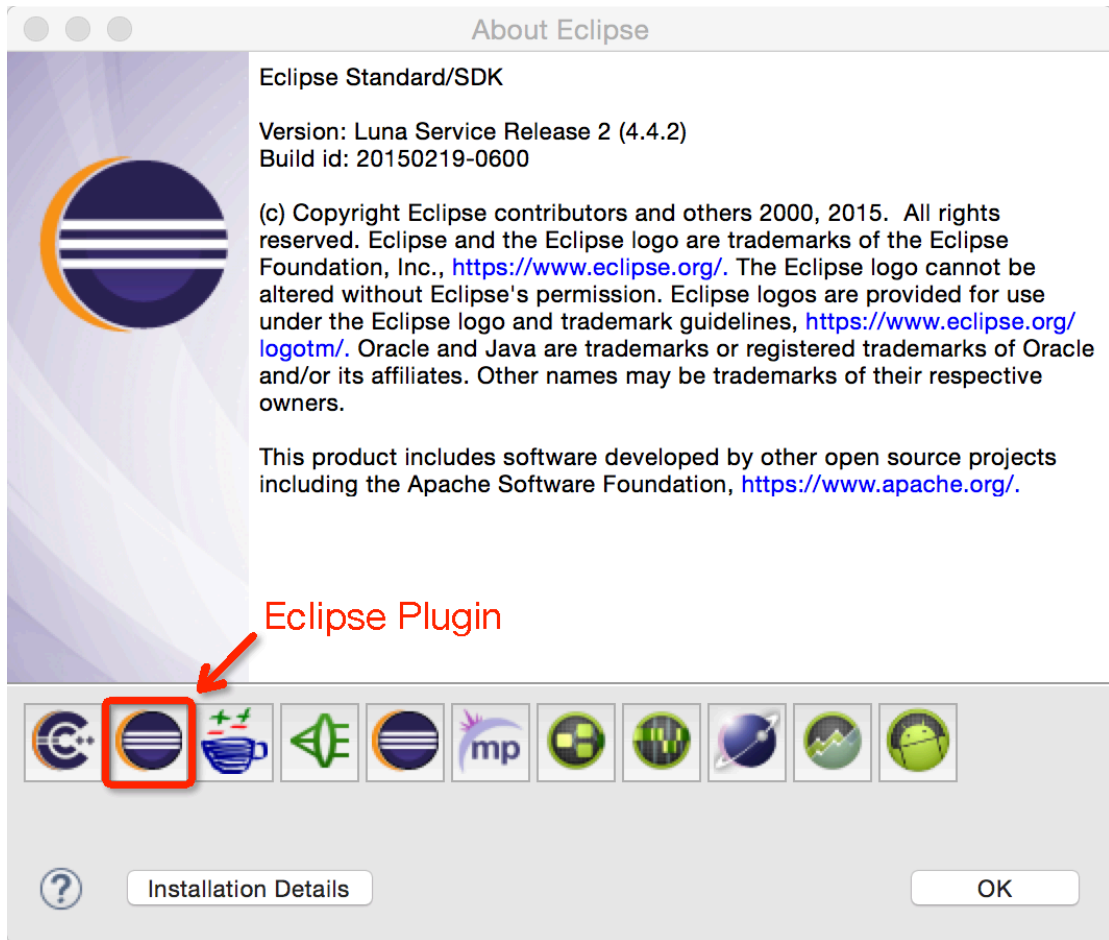 About Eclipse
Eclipse Standard/SDK
Version: Luna Service Release 2 (4.4.2)
Build id: 20150219-0600
(c) Copyright Eclipse contributors and others 2000, 2015.  All rights
reserved. Eclipse and the Eclipse logo are trademarks of the Eclipse
Foundation, Inc., https://www.eclipse.org/. The Eclipse logo cannot be
altered without Eclipse's permission. Eclipse logos are provided for use
under the Eclipse logo and trademark guidelines, https://www.eclipse.org/
logotm/. Oracle and Java are trademarks or registered trademarks of Oracle
and/or its affiliates. Other names may be trademarks of their respective
owners.
This product includes software developed by other open source projects
including the Apache Software Foundation, https://www.apache.org/.
Eclipse Plugin
C++
mp
?
Installation Details
OK